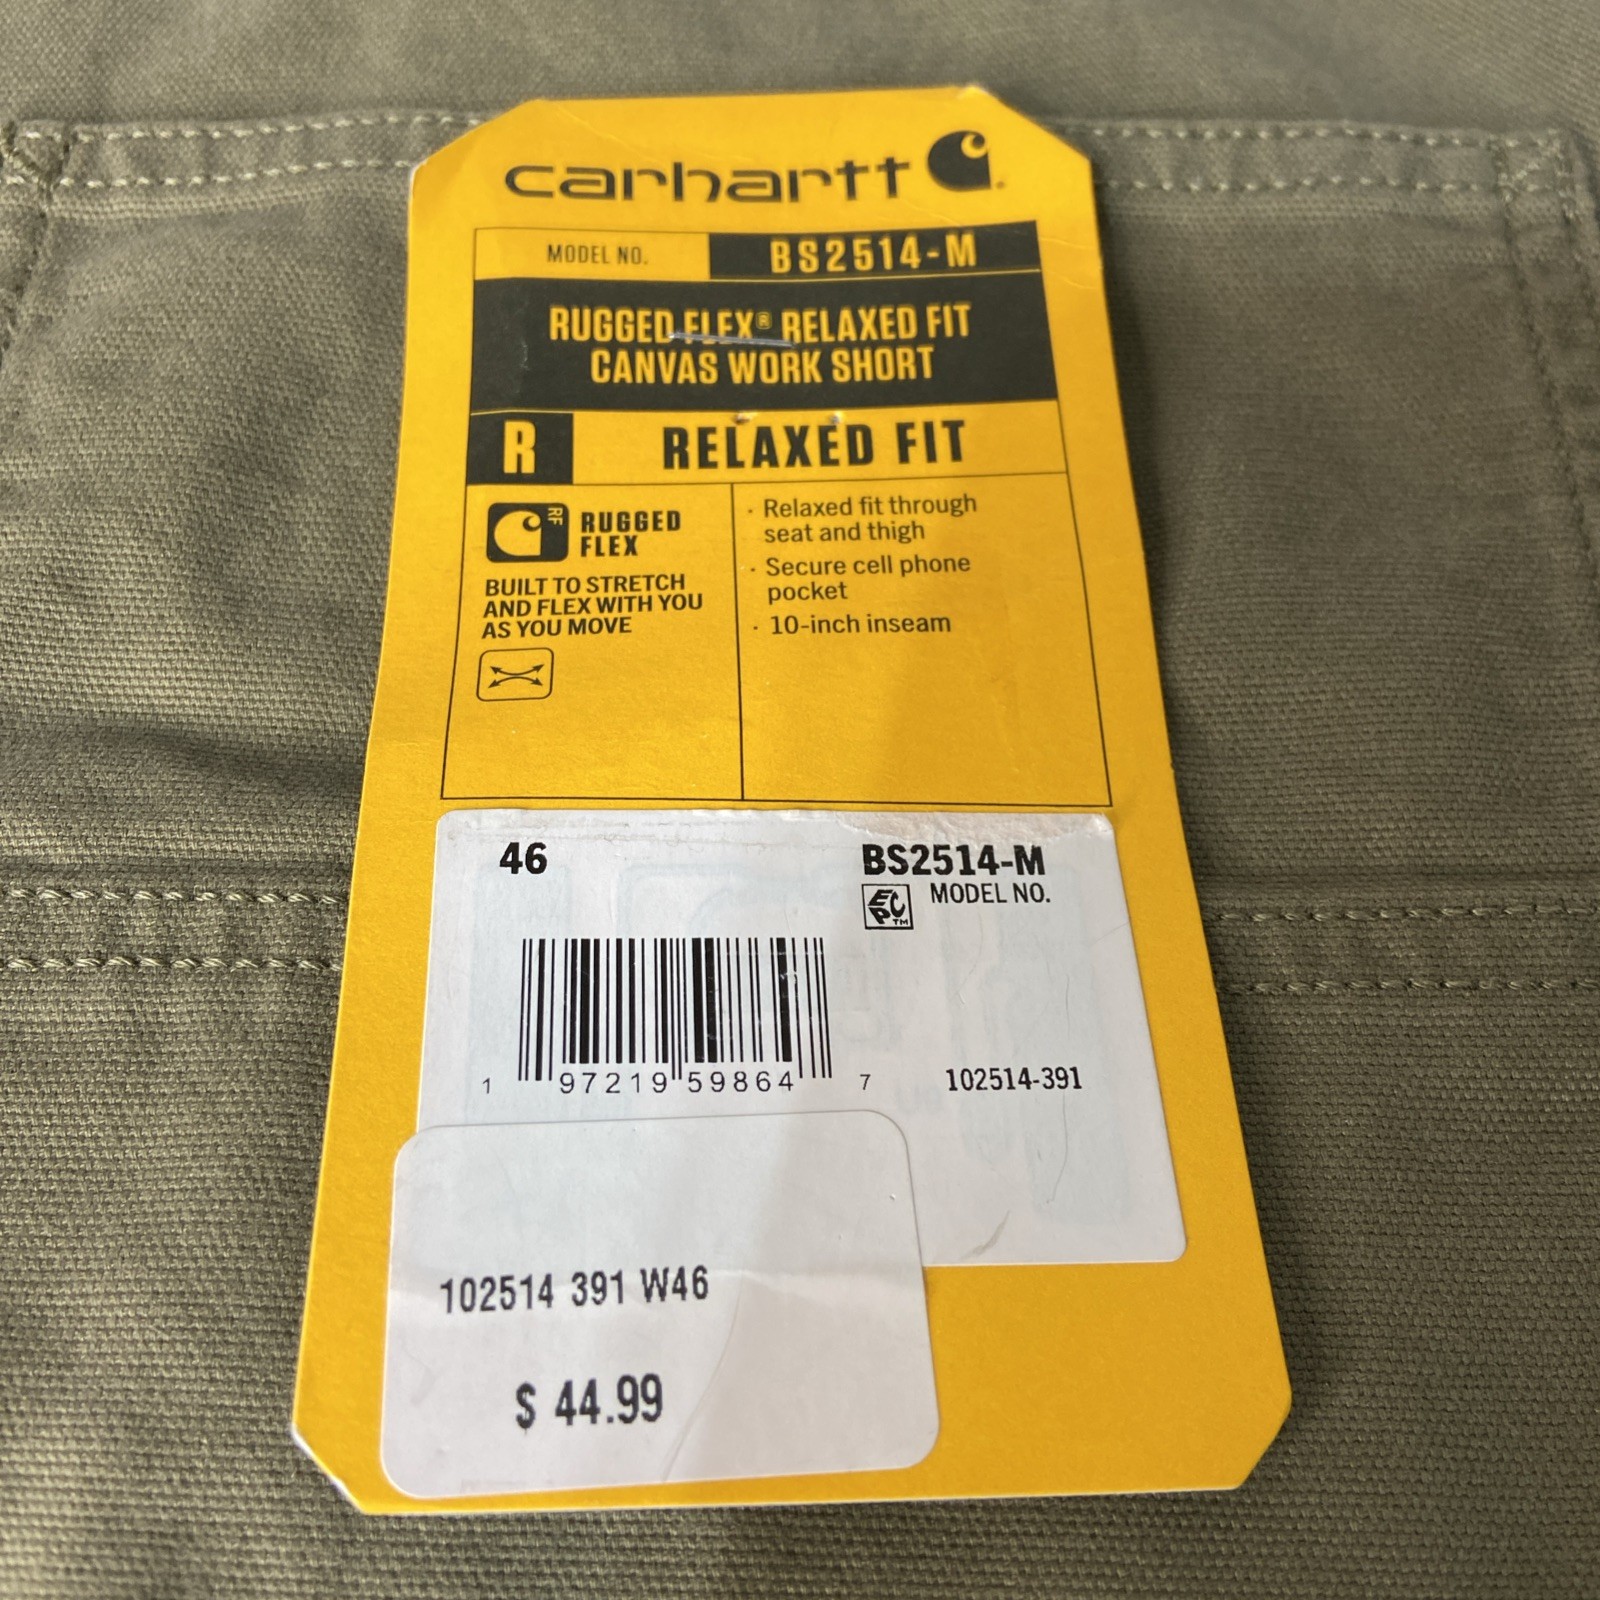 carhartt
MODEL NO. BS2514-M
RUGGED FLEX® RELAXED FIT
CANVAS WORK SHORT
R RELAXED FIT
RF
RUGGED
FLEX
BUILT TO STRETCH
AND FLEX WITH YOU
AS YOU MOVE
· Relaxed fit through
seat and thigh
· Secure cell phone
pocket
· 10-inch inseam
46
BS2514-M
EPC™
MODEL NO.
1 97219 59864 7
102514-391
102514 391 W46
$ 44.99